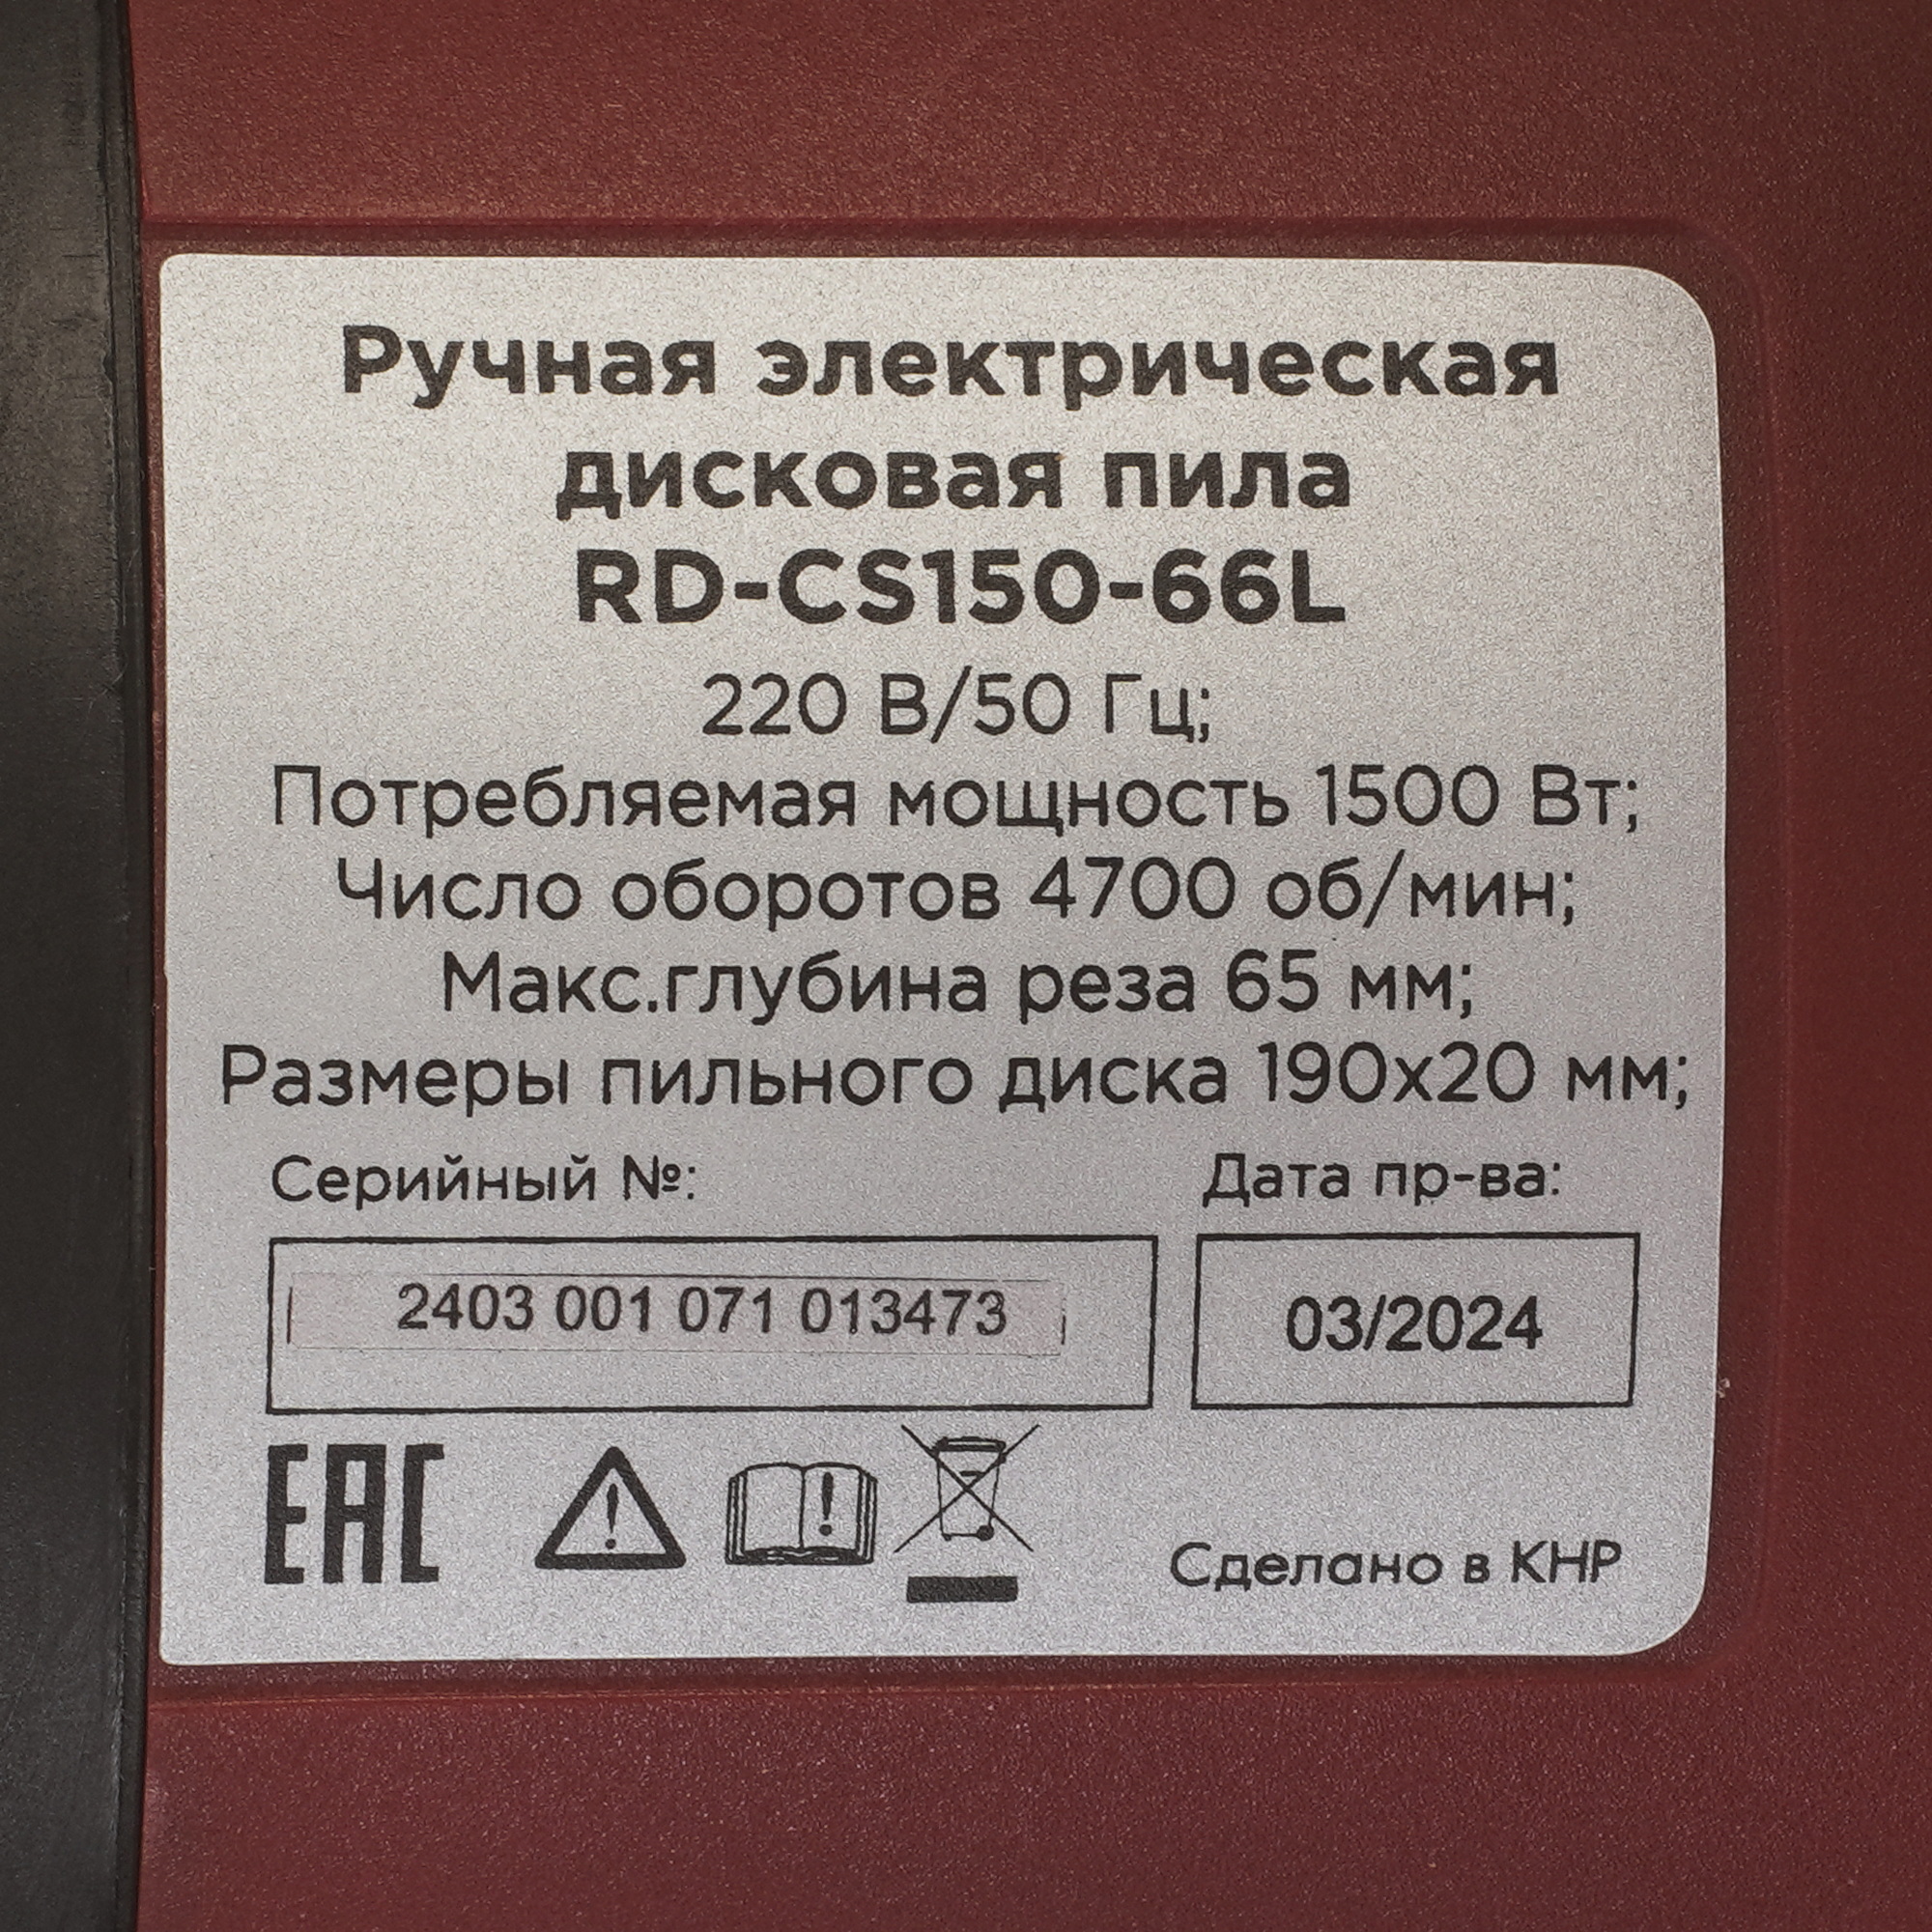 Ручная электрическая
дисковая пила
RD-CS150-66L
220 В/50 Гц;
Потребляемая мощность 1500 Вт;
Число оборотов 4700 об/мин;
Макс.глубина реза 65 мм;
Размеры пильного диска 190х20 мм;
Серийный №:
Дата пр-ва:
2403 001 071 013473
03/2024
EAC
Сделано в КНР